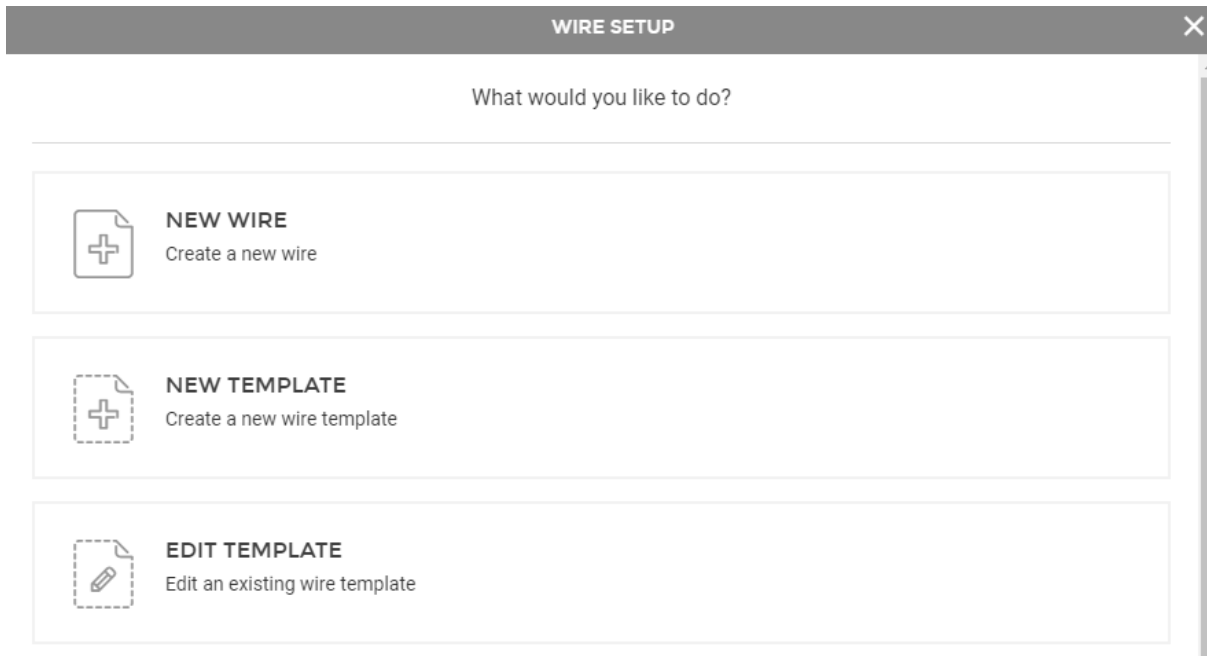 WIRE SETUP
What would you like to do?
NEW WIRE
Create a new wire
NEW TEMPLATE
Create a new wire template
EDIT TEMPLATE
Edit an existing wire template